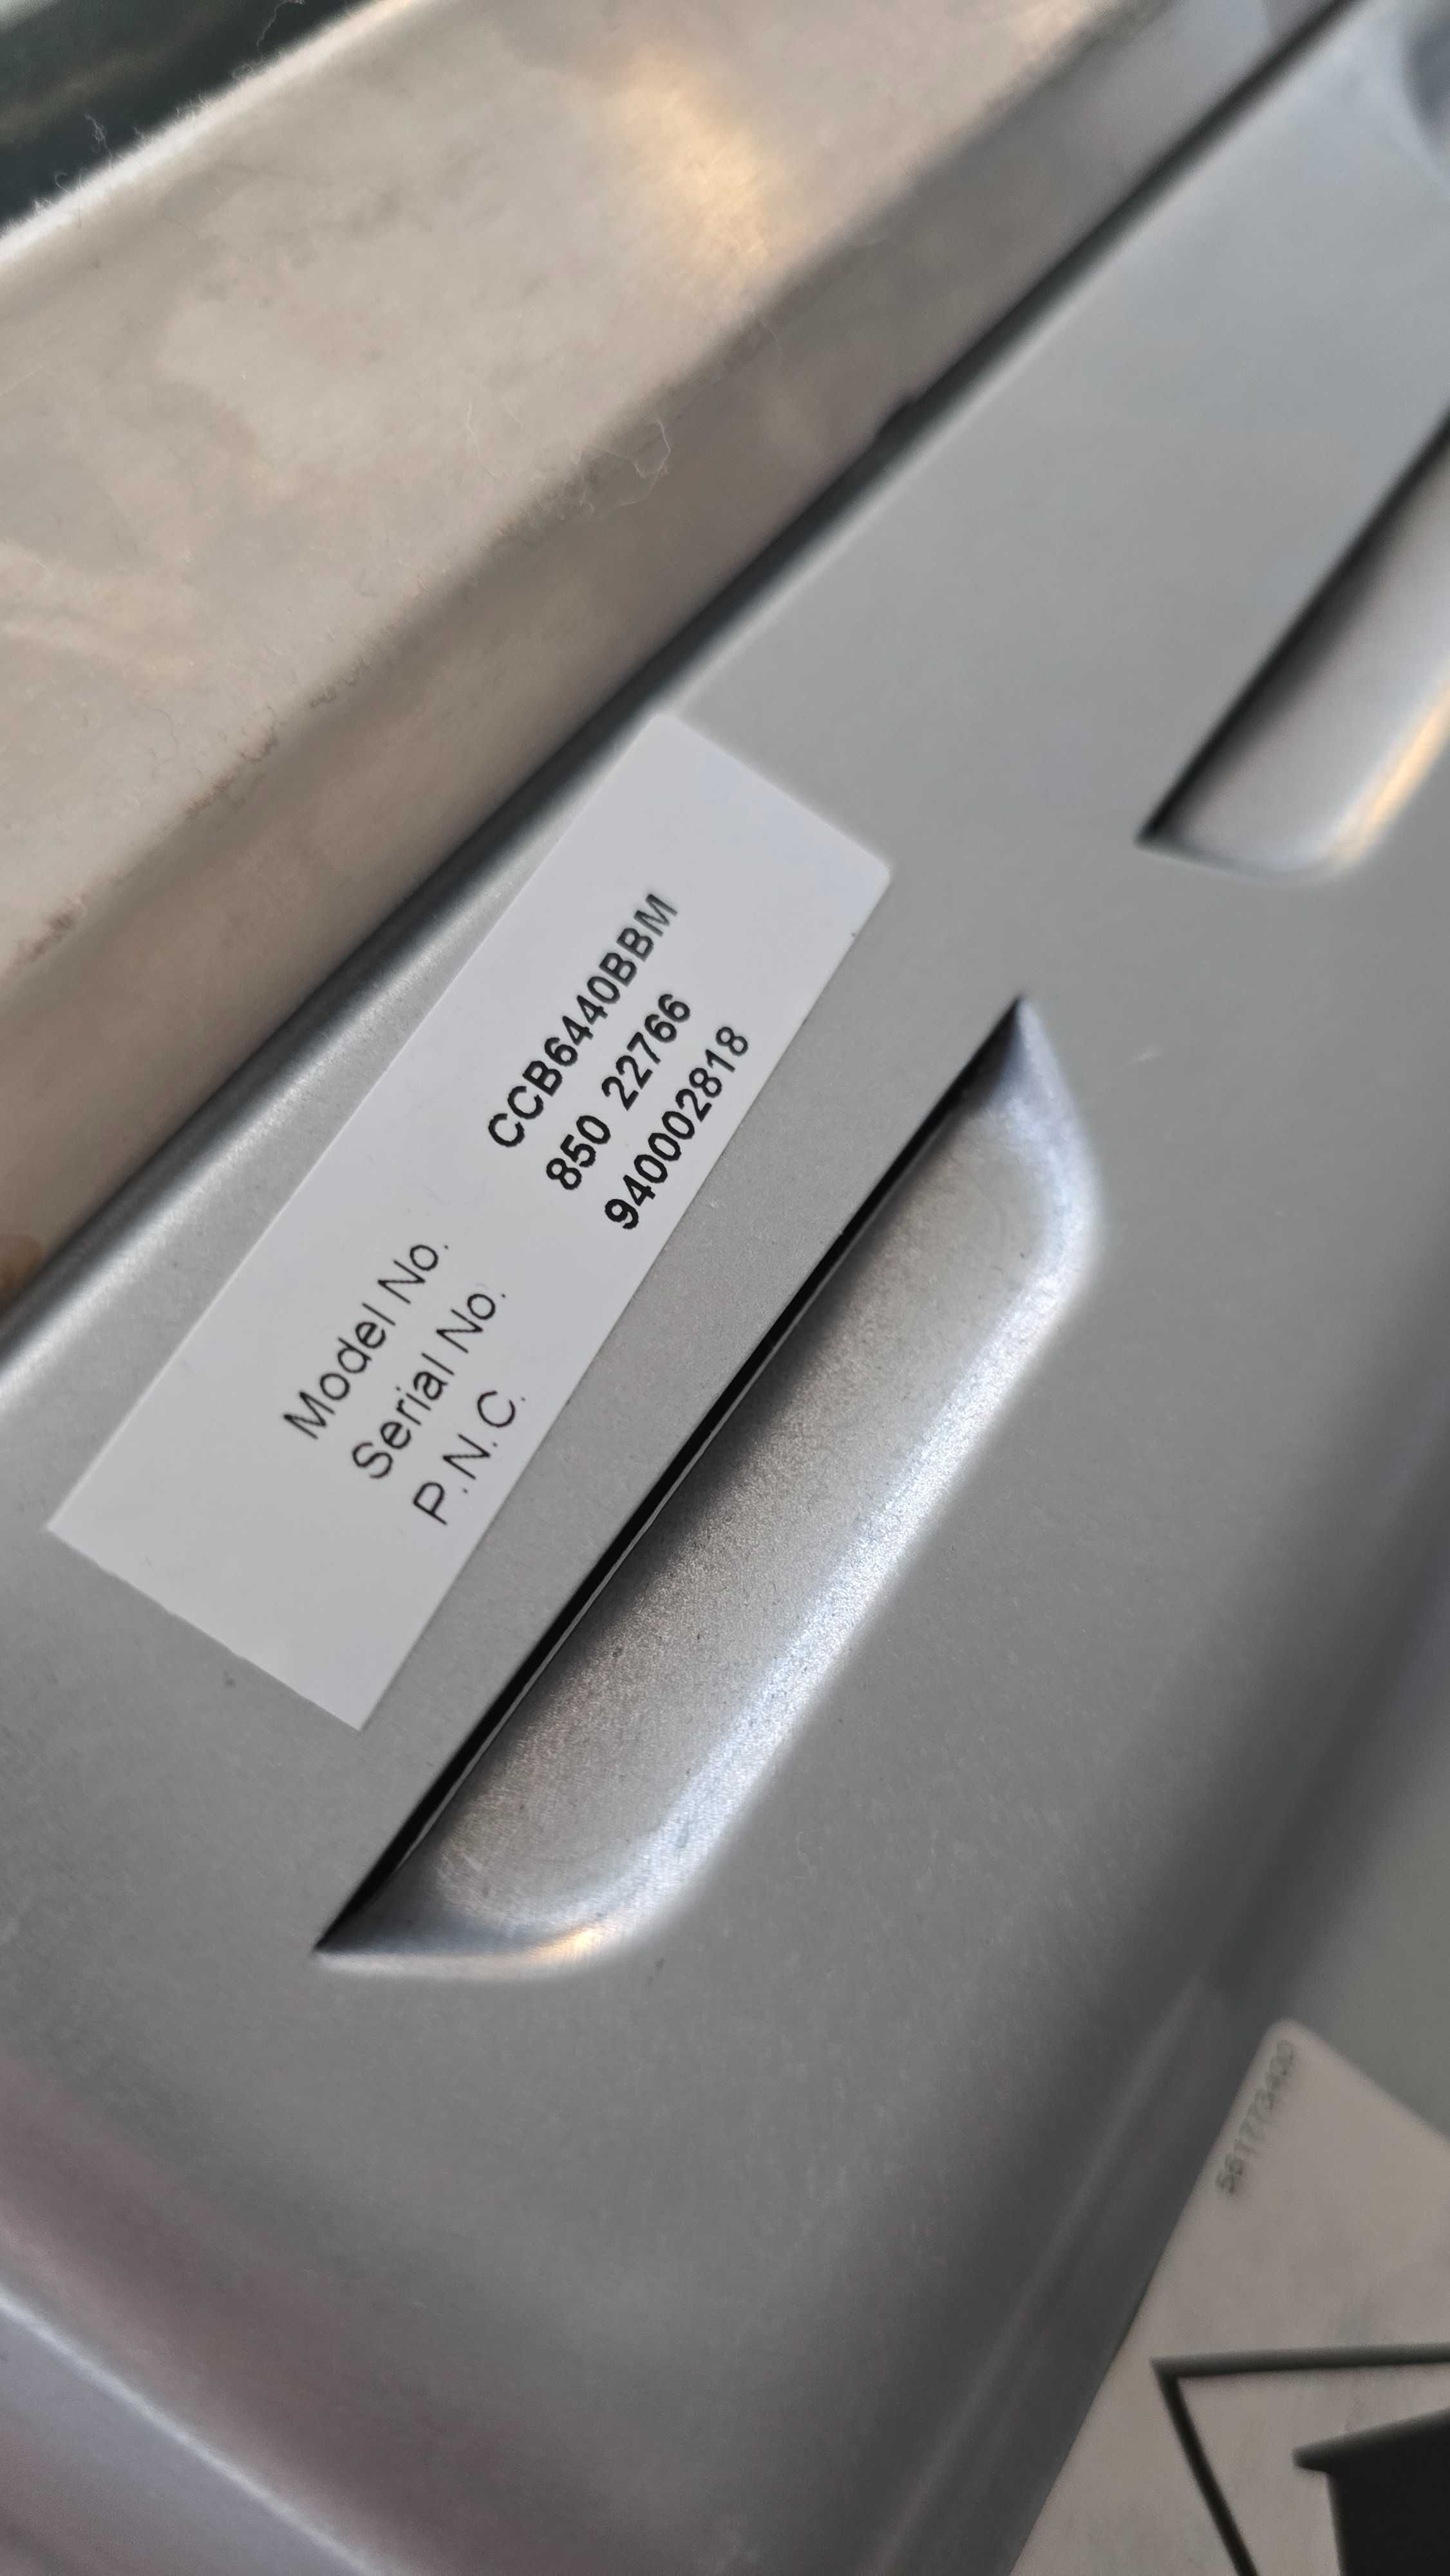 Model No. CCB6440BBM
Serial No. 850 22766
P.N.C. 940002818